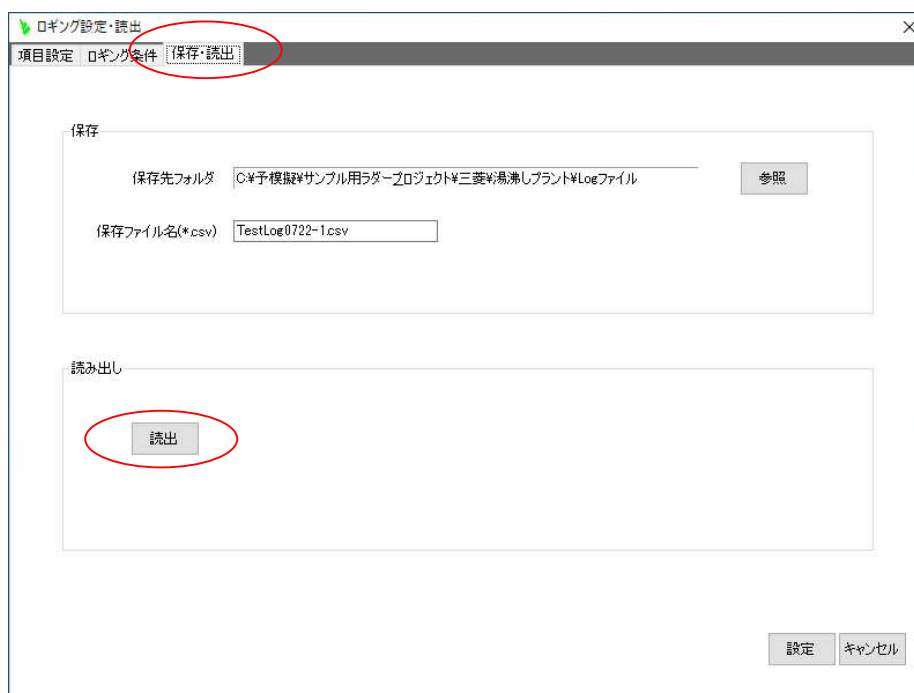 ロギング設定・読出
項目設定 ロギング条件 保存・読出
保存
保存先フォルダ C:¥予模擬¥サンプル用ラダープロジェクト¥三菱¥湯沸しプラント¥Logファイル 参照
保存ファイル名(*.csv) TestLog0722-1.csv
読み出し
読出
設定 キャンセル